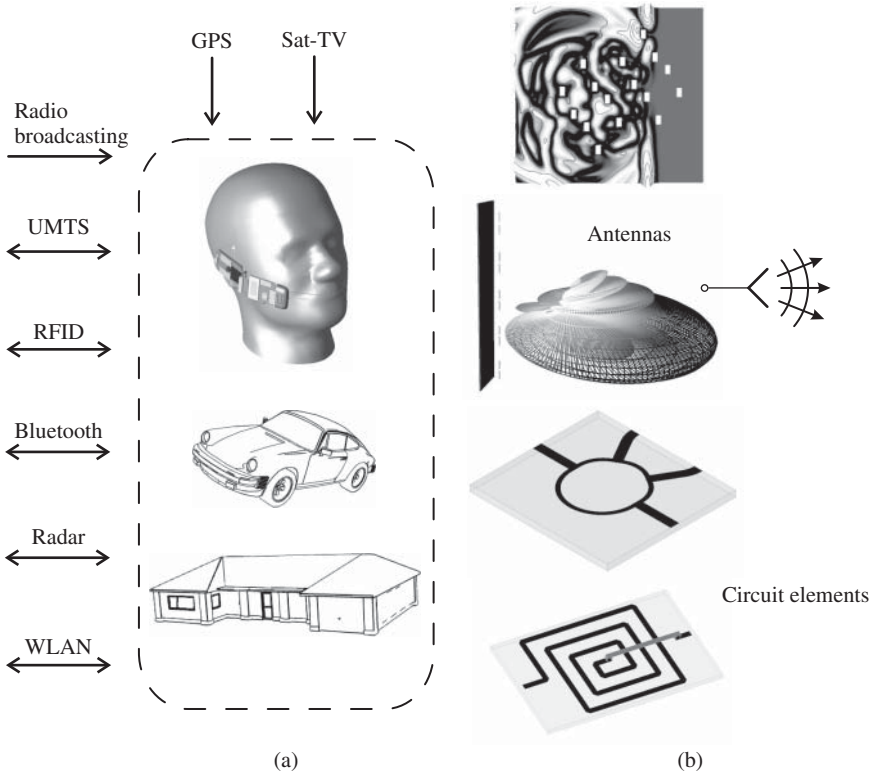 GPS
Sat-TV
Radio
broadcasting
UMTS
RFID
Bluetooth
Radar
WLAN
(a)
Antennas
Circuit elements
(b)